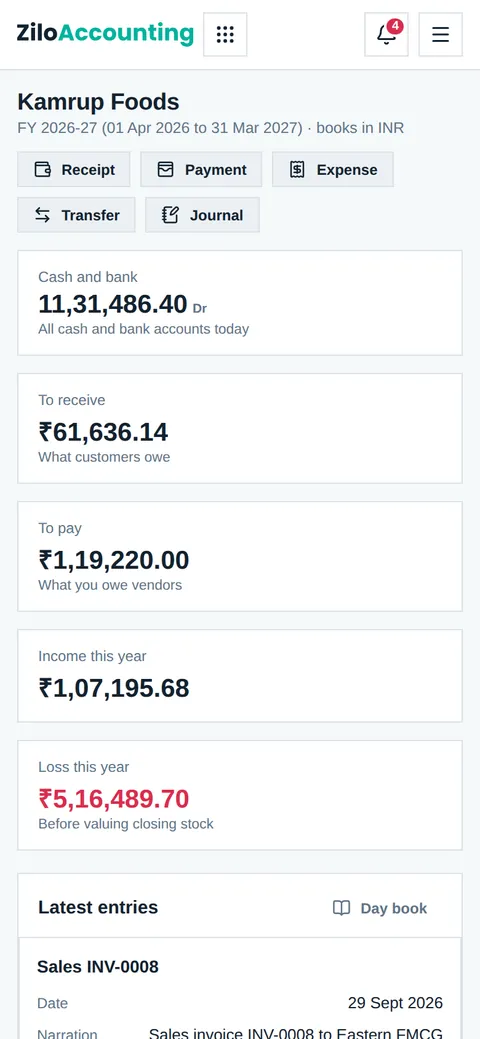 ZiloAccounting
4
Kamrup Foods
FY 2026-27 (01 Apr 2026 to 31 Mar 2027) · books in INR
Receipt
Payment
Expense
Transfer
Journal
Cash and bank
11,31,486.40 Dr
All cash and bank accounts today
To receive
₹61,636.14
What customers owe
To pay
₹1,19,220.00
What you owe vendors
Income this year
₹1,07,195.68
Loss this year
₹5,16,489.70
Before valuing closing stock
Latest entries
Day book
Sales INV-0008
Date 29 Sept 2026
Narration Sales invoice INV-0008 to Eastern FMCG